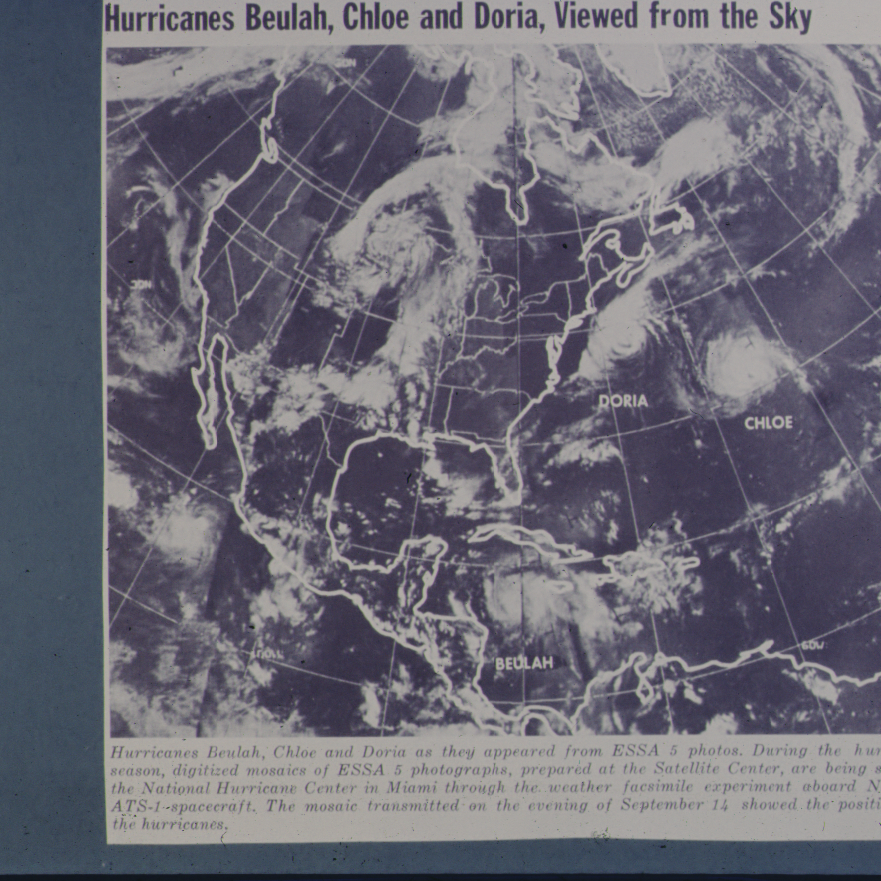 Hurricanes Beulah, Chloe and Doria, Viewed from the Sky
DORIA
CHLOE
BEULAH
60W
Hurricanes Beulah, Chloe and Doria as they appeared from ESSA 5 photos. During the hur
season, digitized mosaics of ESSA 5 photographs, prepared at the Satellite Center, are being s
the National Hurricane Center in Miami through the weather facsimile experiment aboard N
ATS-1 spacecraft. The mosaic transmitted on the evening of September 14 showed the positi
the hurricanes.